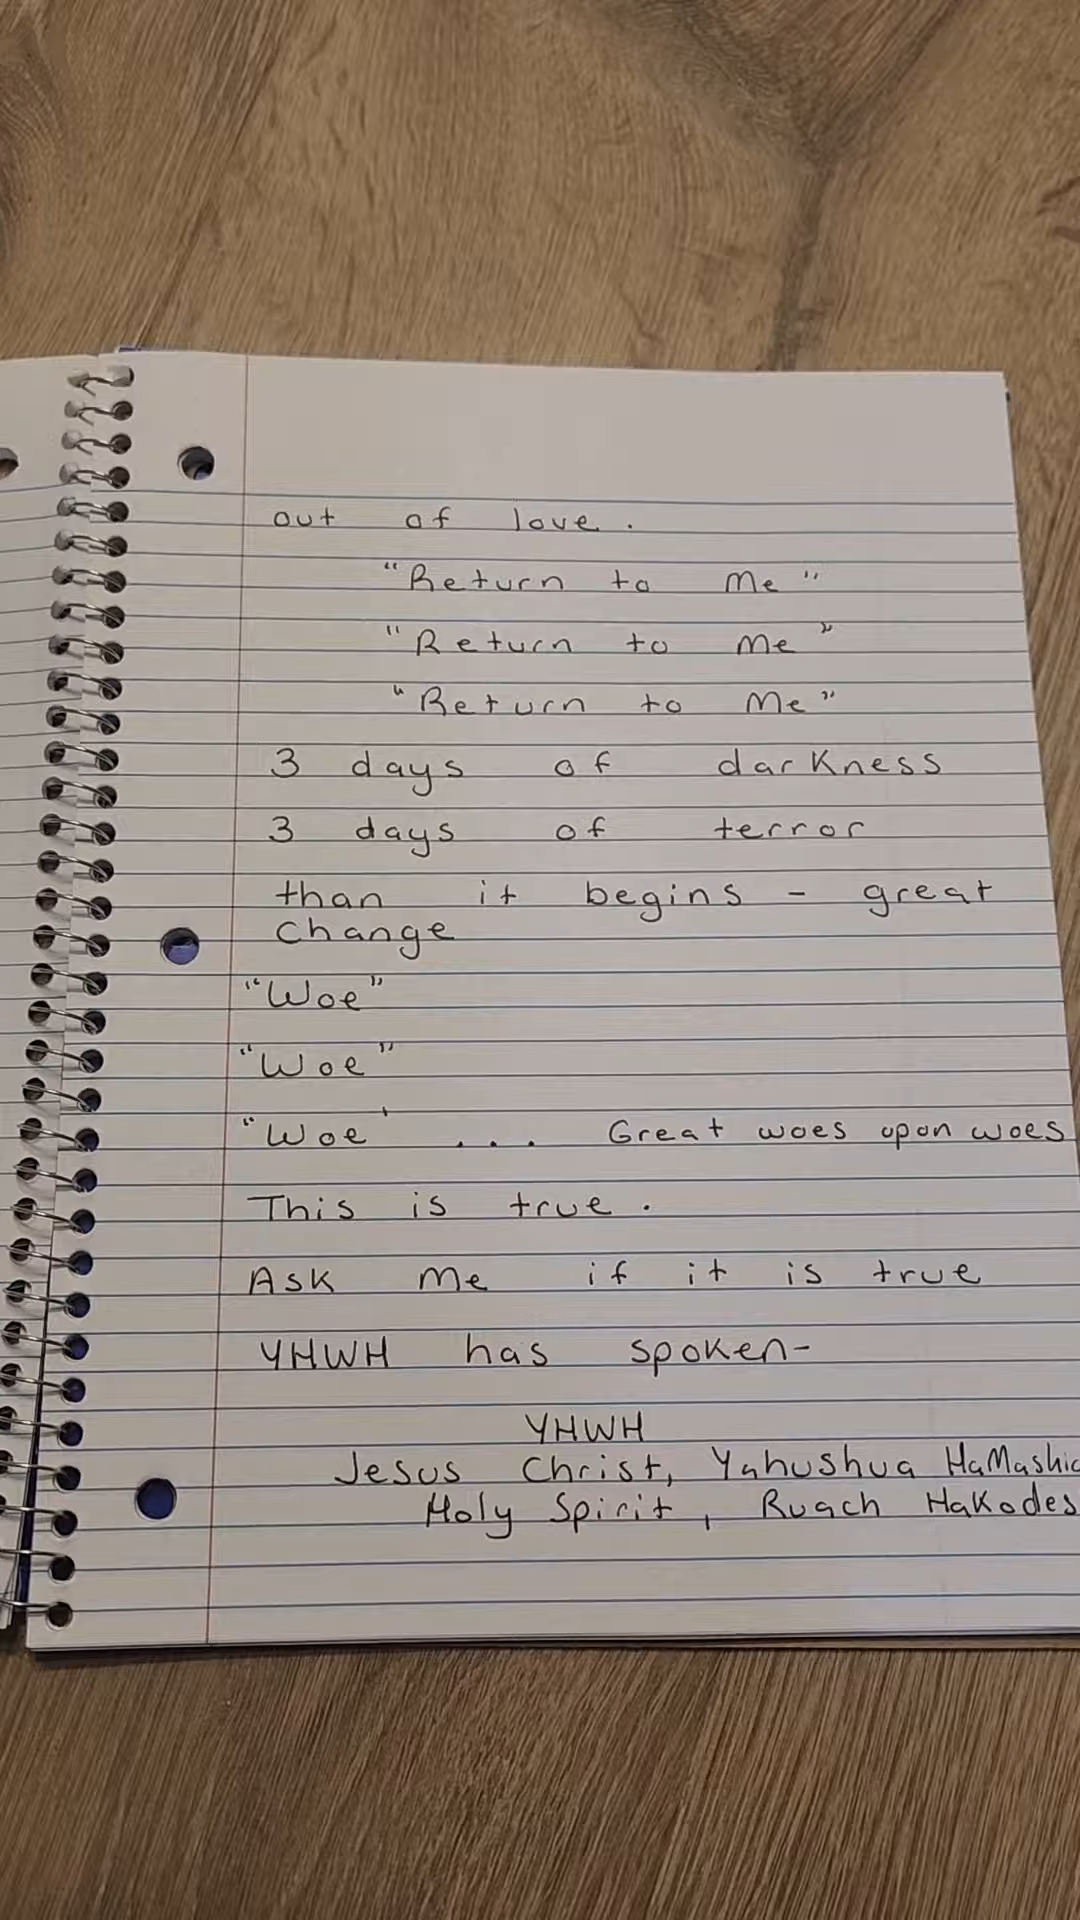 out of love.
"Return to Me"
"Return to Me"
"Return to Me"
3 days of darkness
3 days of terror
than it begins - great
change
"Woe"
"Woe"
"Woe' ... Great woes upon woes
This is true.
Ask Me if it is true
YHWH has spoken-
YHWH
Jesus Christ, Yahushua HaMashic
Holy Spirit, Ruach HaKodes